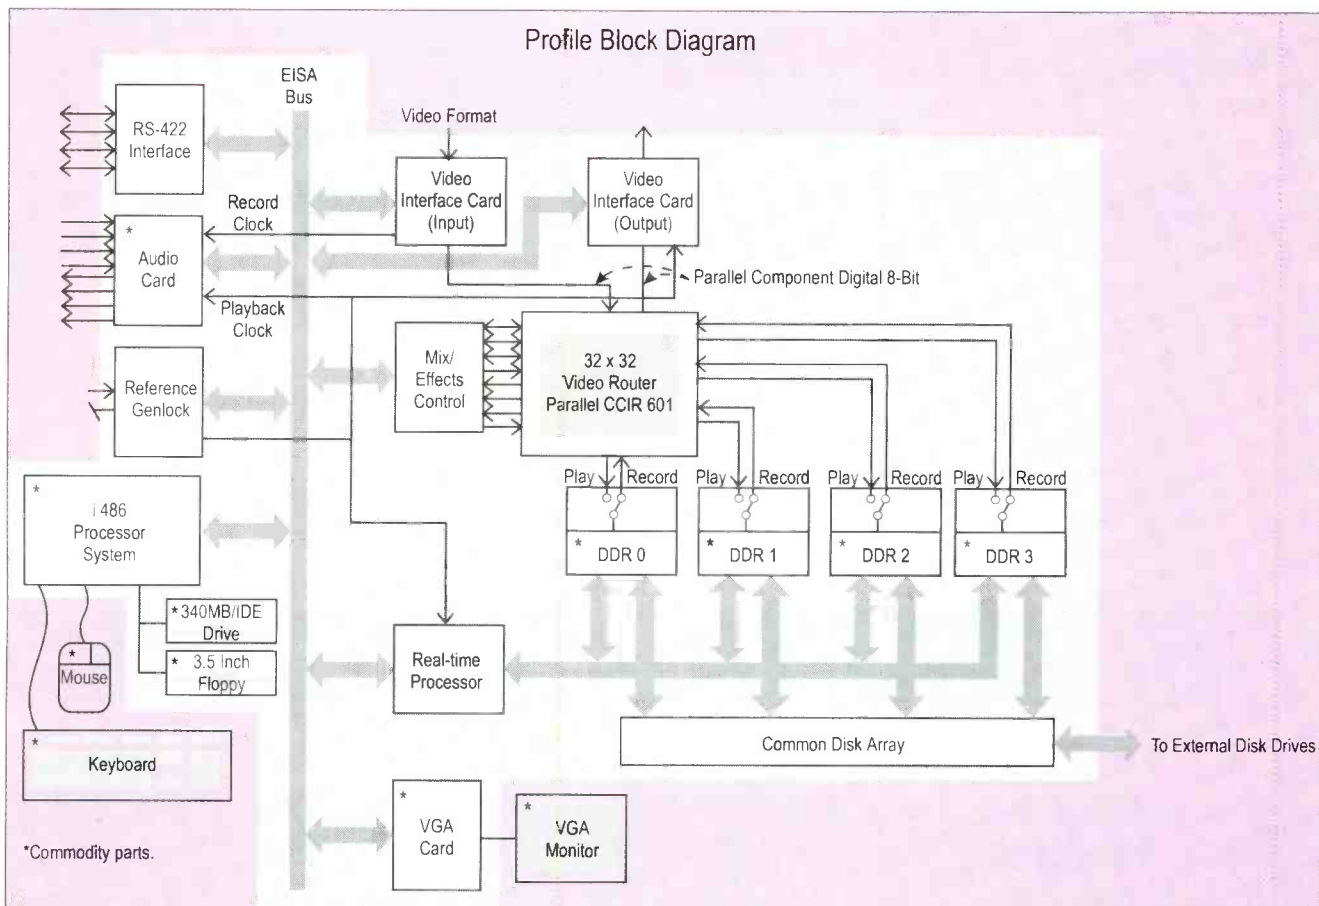 Profile Block Diagram
EISA
Bus
RS-422
Interface
Video Format
Video
Interface Card
(Input)
Video
Interface Card
(Output)
Record
Clock
*
Audio
Card
Playback
Clock
Parallel Component Digital 8-Bit
Reference
Genlock
Mix/
Effects
Control
32 x 32
Video Router
Parallel CCIR 601
*
i 486
Processor
System
Play
Record
Play
Record
Play
Record
Play
Record
* DDR 0
* DDR 1
* DDR 2
* DDR 3
* 340MB/IDE
Drive
* 3.5 Inch
Floppy
*
Mouse
Real-time
Processor
*
Keyboard
Common Disk Array
To External Disk Drives
*
VGA
Card
*
VGA
Monitor
*Commodity parts.